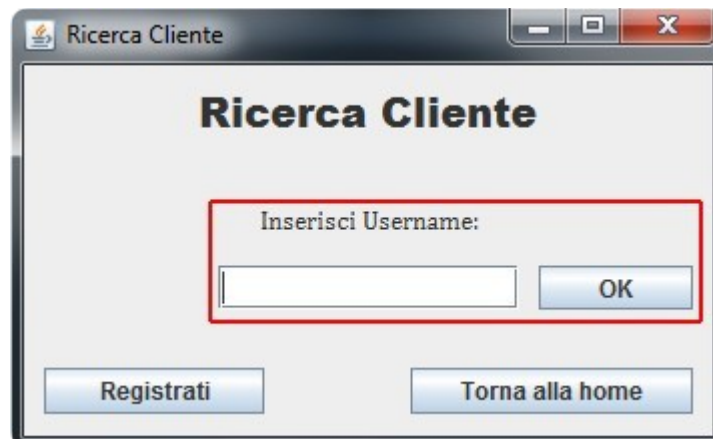 Ricerca Cliente
Ricerca Cliente
Inserisci Username:
OK
Registrati
Torna alla home